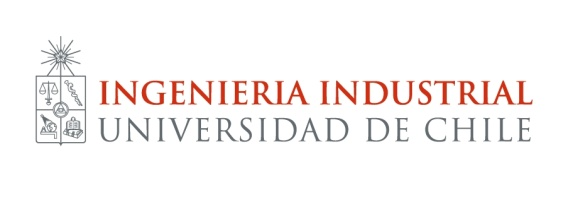 INGENIERIA INDUSTRIAL
UNIVERSIDAD DE CHILE